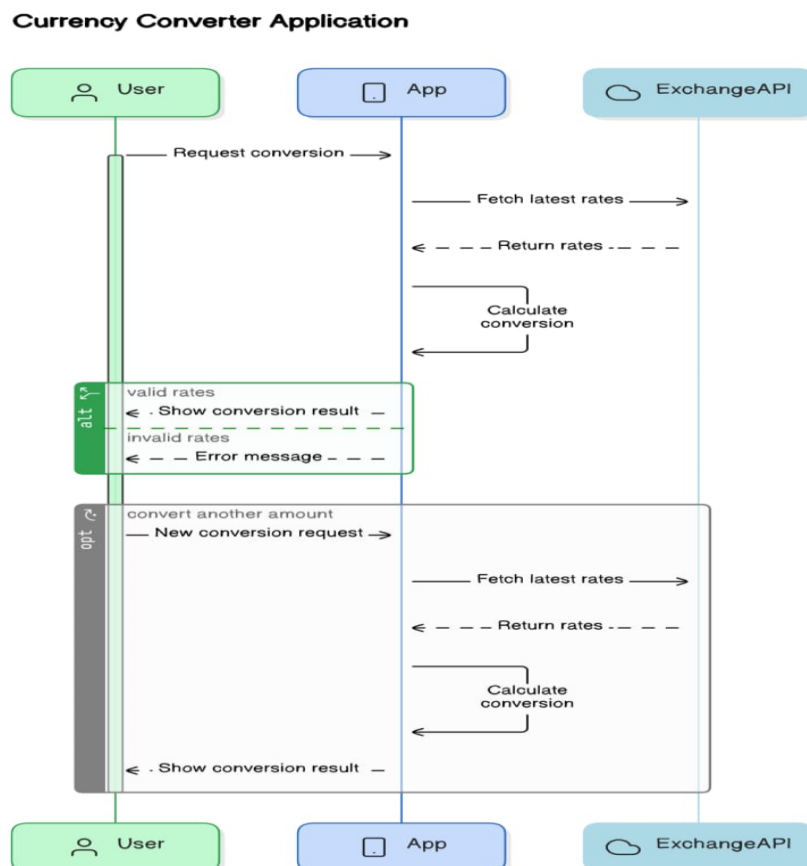 Currency Converter Application
User
App
ExchangeAPI
Request conversion
Fetch latest rates
Return rates
Calculate
conversion
alt
valid rates
Show conversion result
invalid rates
Error message
opt
convert another amount
New conversion request
Fetch latest rates
Return rates
Calculate
conversion
Show conversion result
User
App
ExchangeAPI